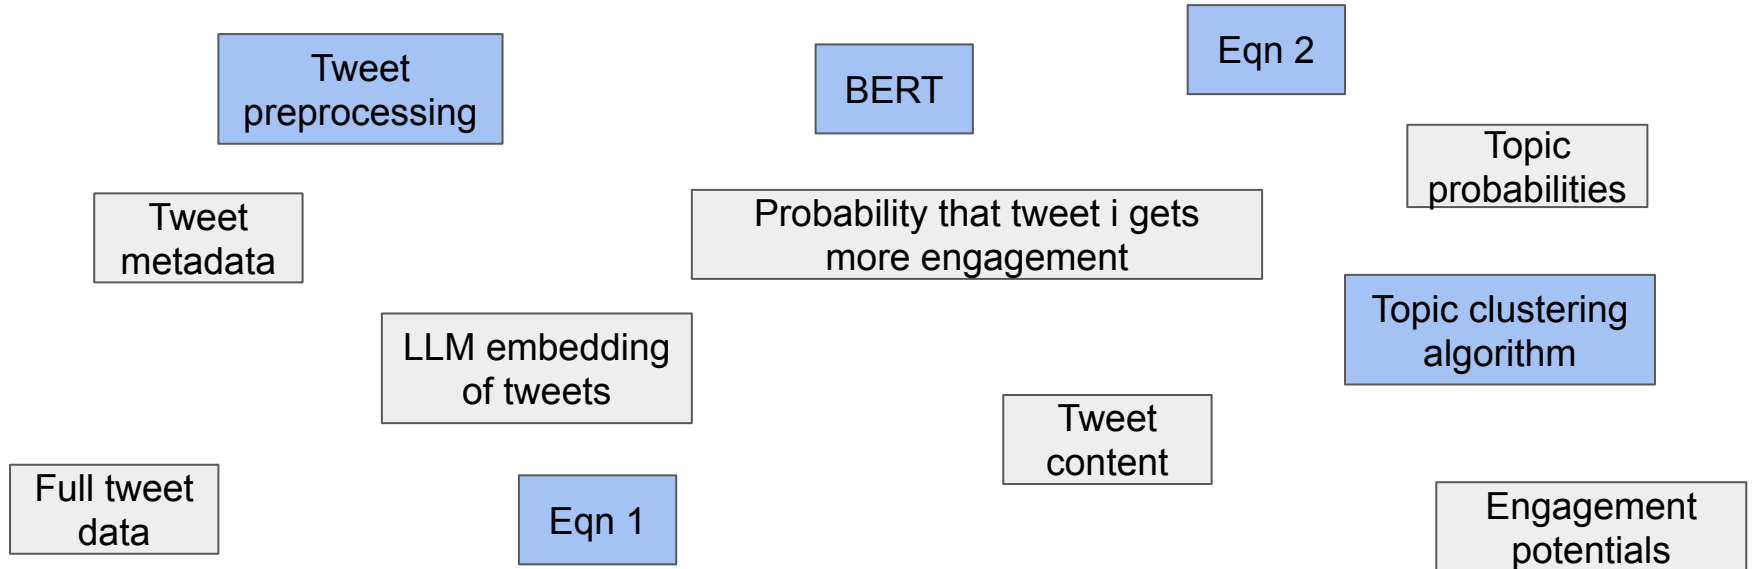 Tweet
preprocessing
BERT
Eqn 2
Topic
probabilities
Tweet
metadata
Probability that tweet i gets
more engagement
Topic clustering
algorithm
LLM embedding
of tweets
Tweet
content
Full tweet
data
Eqn 1
Engagement
potentials